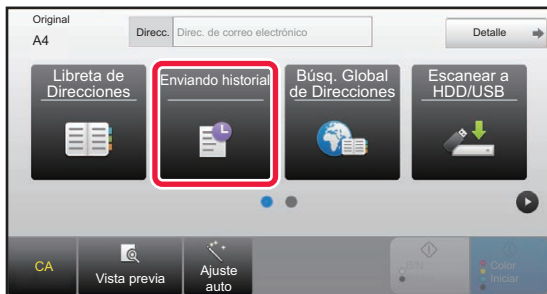 Original
A4
Direcc.
Direc. de correo electrónico
Detalle
Libreta de
Direcciones
Enviando historial
Búsq. Global
de Direcciones
Escanear a
HDD/USB
CA
Vista previa
Ajuste
auto
B/N
Color
Iniciar